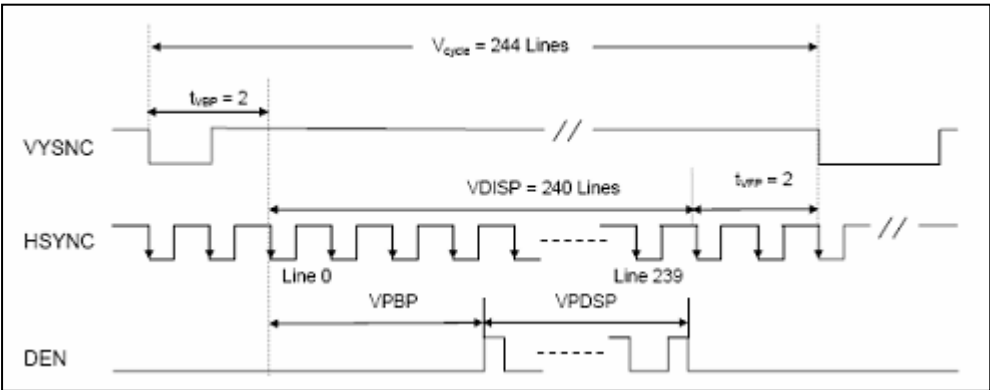 Vcycle = 244 Lines
tVBP = 2
VYSNC
VDISP = 240 Lines
tVFP = 2
HSYNC
Line 0
Line 239
VPBP
VPDSP
DEN